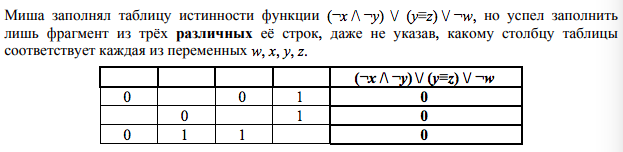 Миша заполнял таблицу истинности функции (¬x /\ ¬y) \/ (y≡z) \/ ¬w, но успел заполнить
лишь фрагмент из трёх различных её строк, даже не указав, какому столбцу таблицы
соответствует каждая из переменных w, x, y, z.
(¬x /\ ¬y) \/ (y≡z) \/ ¬w
0 0 1 0
0 1 0
0 1 1 0